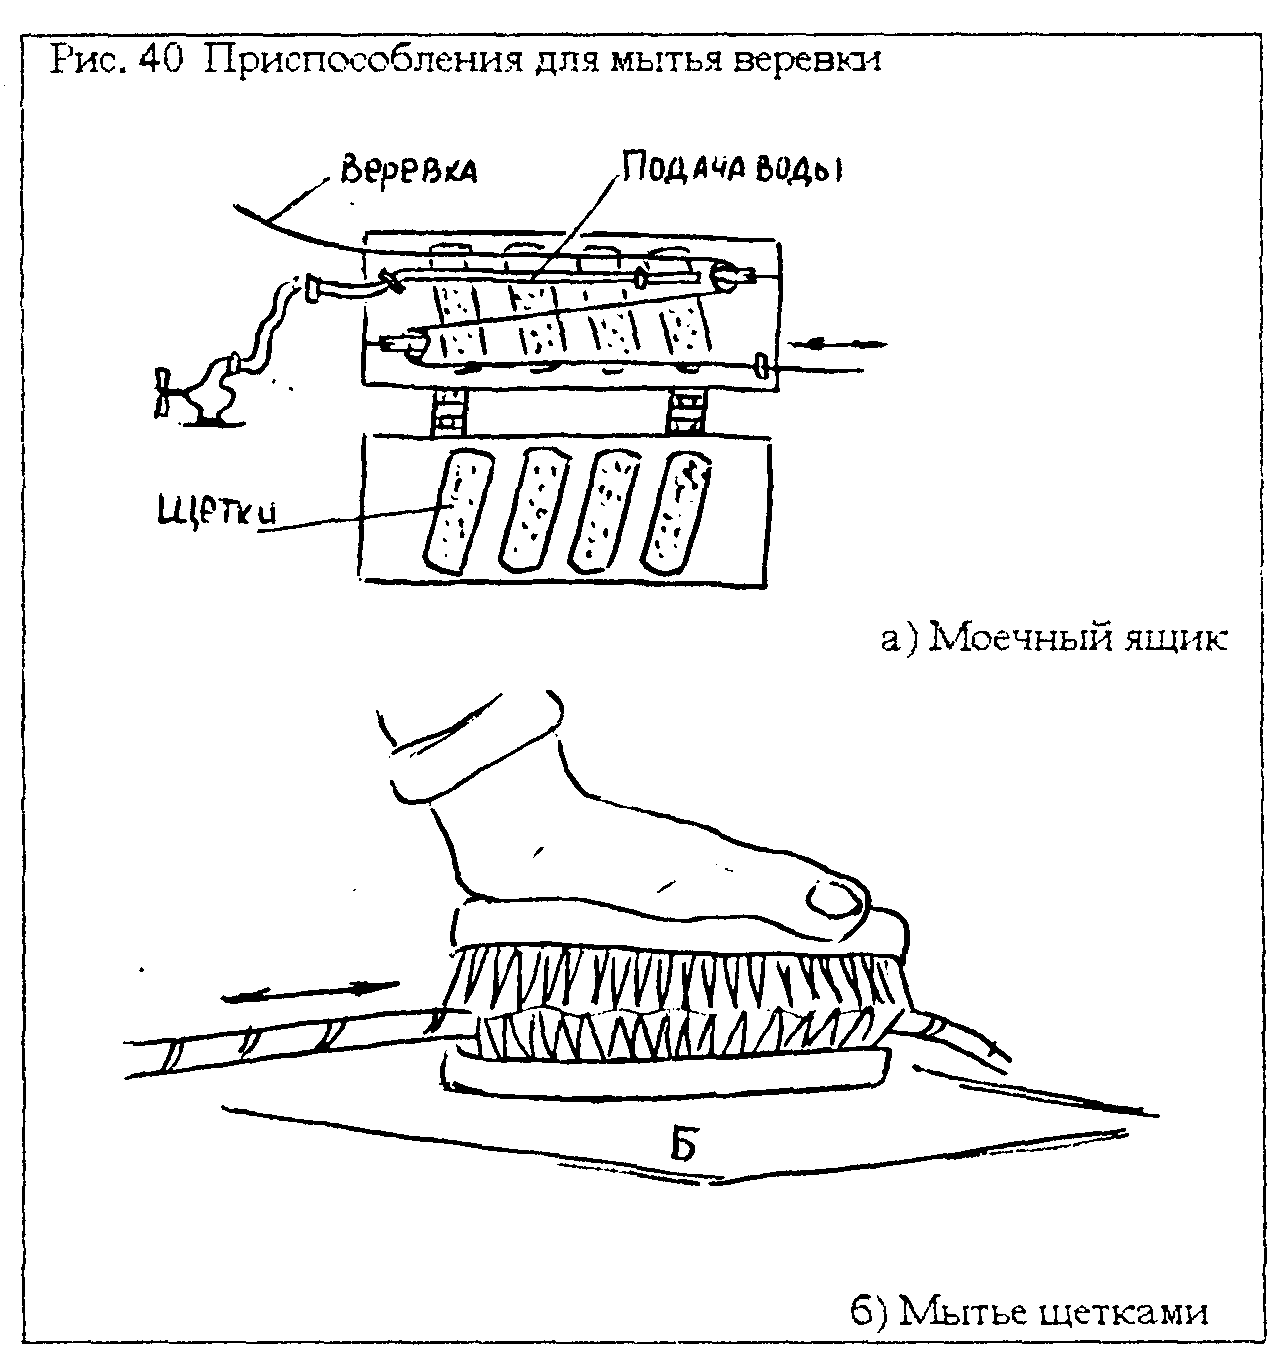 Рис. 40 Приспособления для мытья веревки
Веревка
Подача воды
Щетки
а) Моечный ящик
Б
б) Мытье щетками